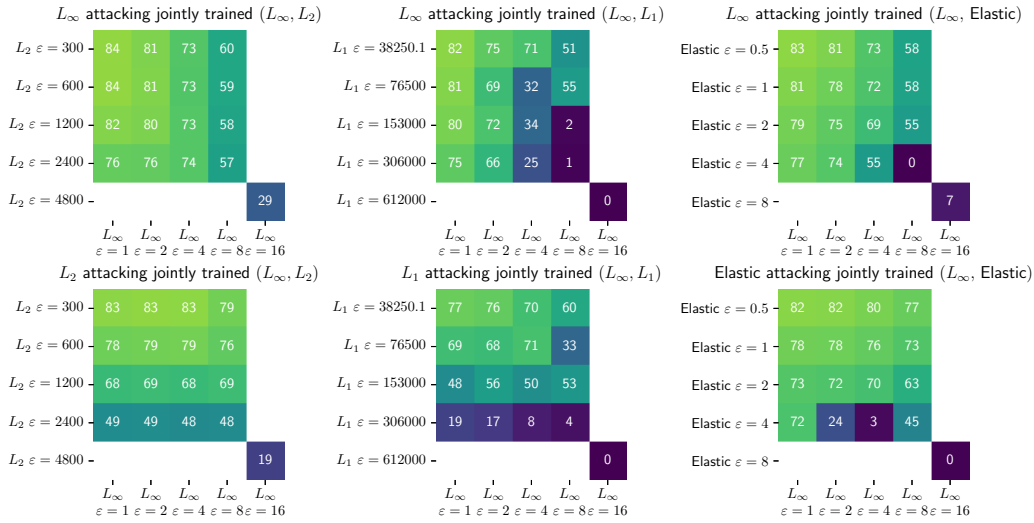 L∞ attacking jointly trained (L∞, L2)
L2 ε = 300 84 81 73 60
L2 ε = 600 84 81 73 59
L2 ε = 1200 82 80 73 58
L2 ε = 2400 76 76 74 57
L2 ε = 4800 29
L∞ L∞ L∞ L∞ L∞
ε = 1 ε = 2 ε = 4 ε = 8 ε = 16
L∞ attacking jointly trained (L∞, L1)
L1 ε = 38250.1 82 75 71 51
L1 ε = 76500 81 69 32 55
L1 ε = 153000 80 72 34 2
L1 ε = 306000 75 66 25 1
L1 ε = 612000 0
L∞ L∞ L∞ L∞ L∞
ε = 1 ε = 2 ε = 4 ε = 8 ε = 16
L∞ attacking jointly trained (L∞, Elastic)
Elastic ε = 0.5 83 81 73 58
Elastic ε = 1 81 78 72 58
Elastic ε = 2 79 75 69 55
Elastic ε = 4 77 74 55 0
Elastic ε = 8 7
L∞ L∞ L∞ L∞ L∞
ε = 1 ε = 2 ε = 4 ε = 8 ε = 16
L2 attacking jointly trained (L∞, L2)
L2 ε = 300 83 83 83 79
L2 ε = 600 78 79 79 76
L2 ε = 1200 68 69 68 69
L2 ε = 2400 49 49 48 48
L2 ε = 4800 19
L∞ L∞ L∞ L∞ L∞
ε = 1 ε = 2 ε = 4 ε = 8 ε = 16
L1 attacking jointly trained (L∞, L1)
L1 ε = 38250.1 77 76 70 60
L1 ε = 76500 69 68 71 33
L1 ε = 153000 48 56 50 53
L1 ε = 306000 19 17 8 4
L1 ε = 612000 0
L∞ L∞ L∞ L∞ L∞
ε = 1 ε = 2 ε = 4 ε = 8 ε = 16
Elastic attacking jointly trained (L∞, Elastic)
Elastic ε = 0.5 82 82 80 77
Elastic ε = 1 78 78 76 73
Elastic ε = 2 73 72 70 63
Elastic ε = 4 72 24 3 45
Elastic ε = 8 0
L∞ L∞ L∞ L∞ L∞
ε = 1 ε = 2 ε = 4 ε = 8 ε = 16